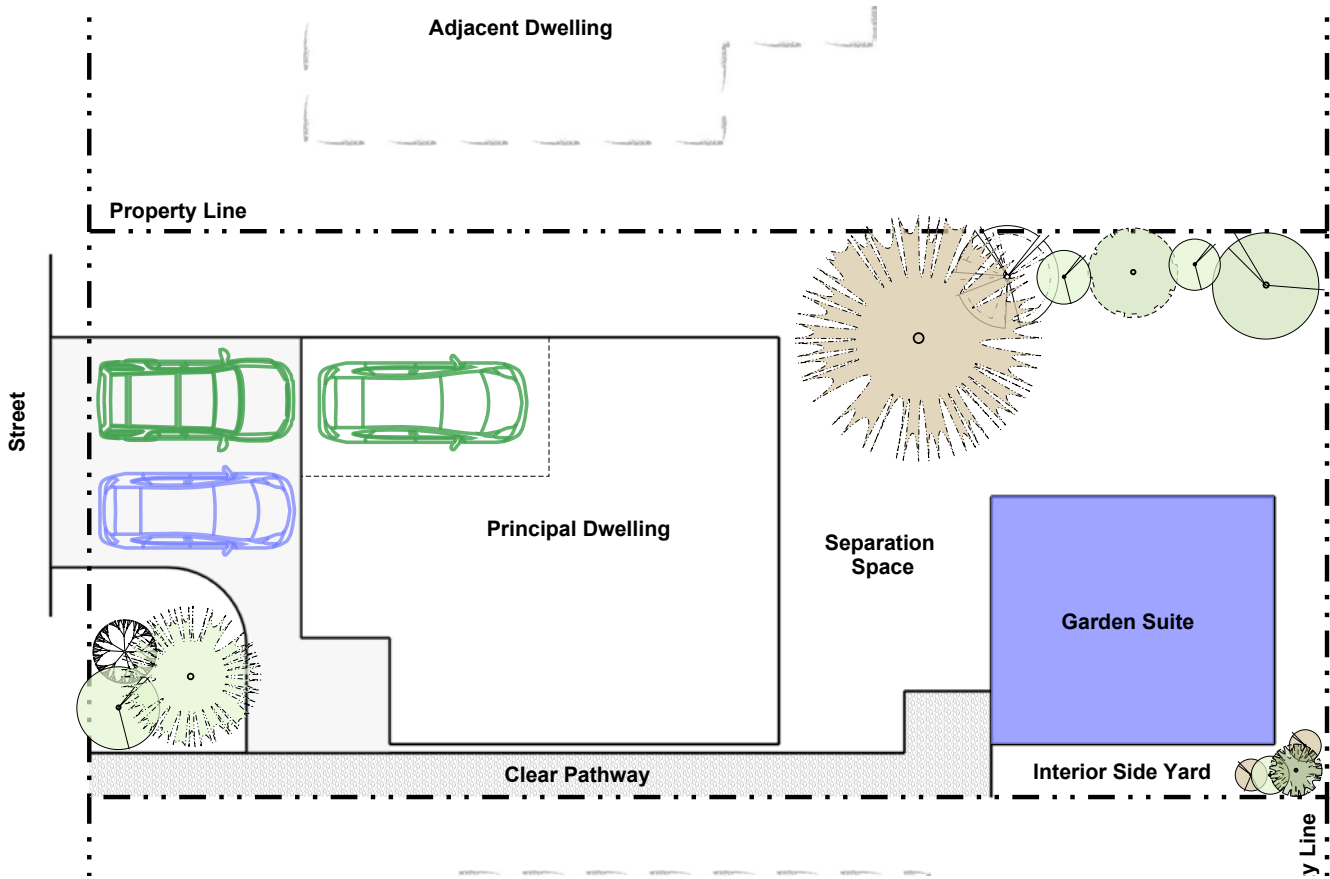 Adjacent Dwelling
Property Line
Street
Principal Dwelling
Separation
Space
Garden Suite
Clear Pathway
Interior Side Yard
y Line